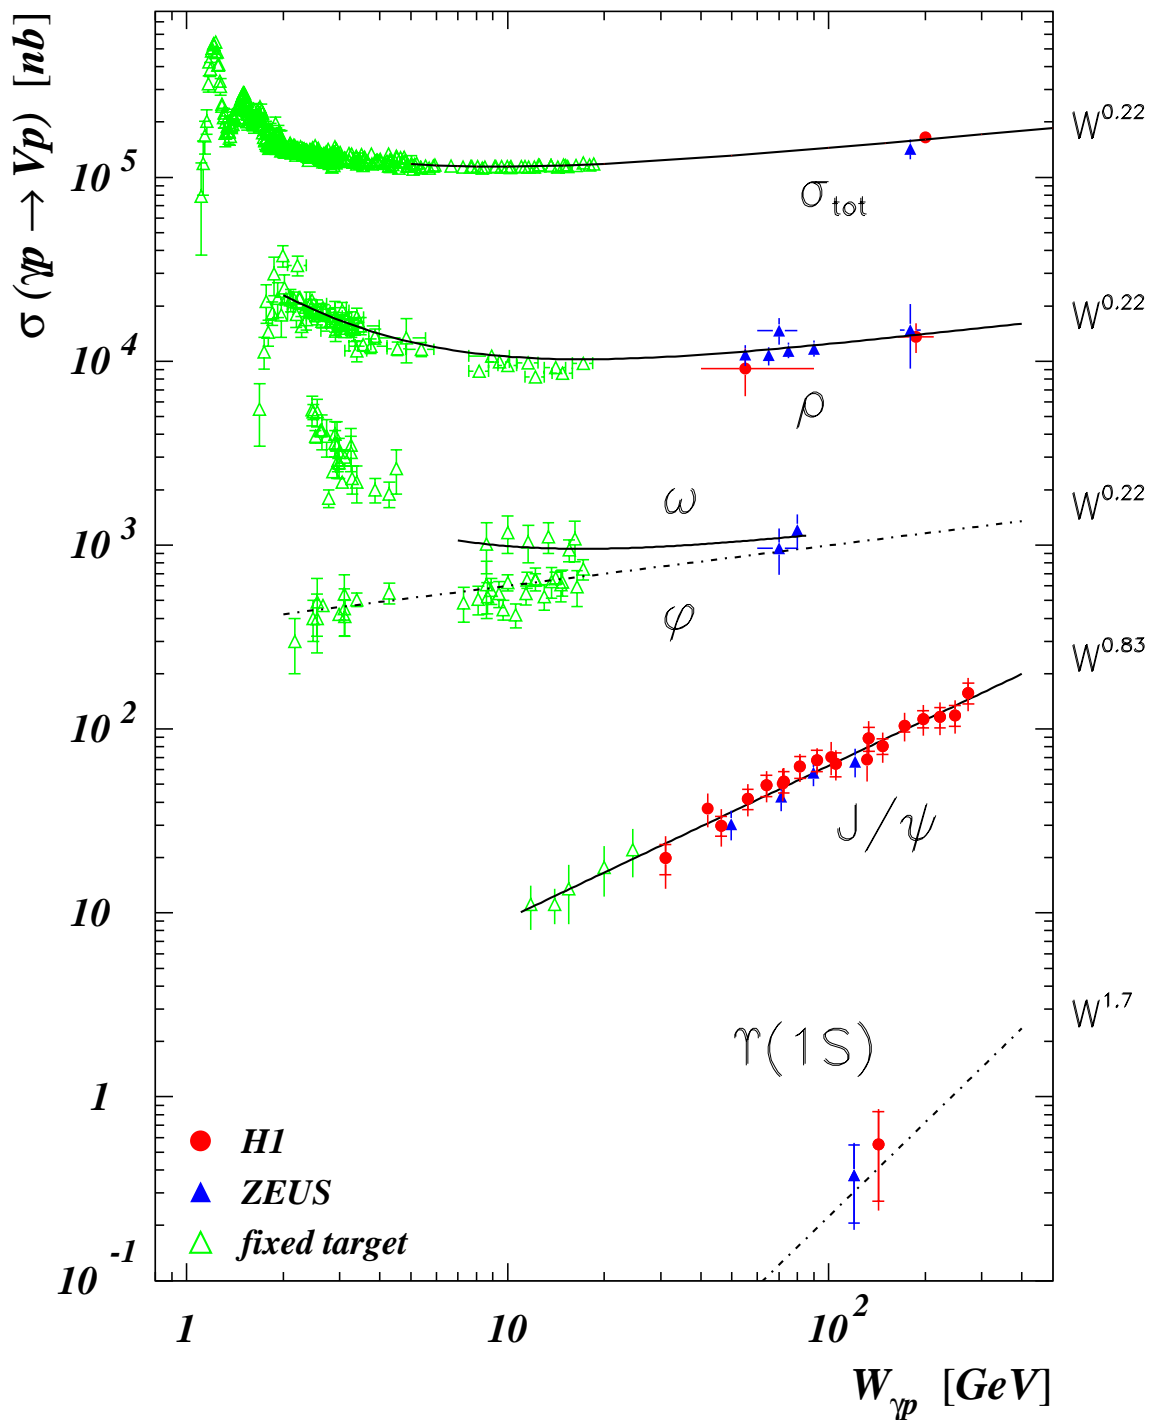 σ (γp → Vp) [nb]
W^0.22
10^5
σ_tot
W^0.22
10^4
ρ
ω
W^0.22
10^3
φ
W^0.83
10^2
J/ψ
10
W^1.7
ϒ(1S)
1
H1
ZEUS
fixed target
10^-1
1 10 10^2
W_γp [GeV]